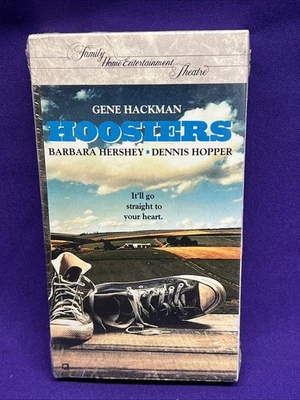 Family
Home Entertainment
Theatre
GENE HACKMAN
HOOSIERS
BARBARA HERSHEY • DENNIS HOPPER
It'll go
straight to
your heart.